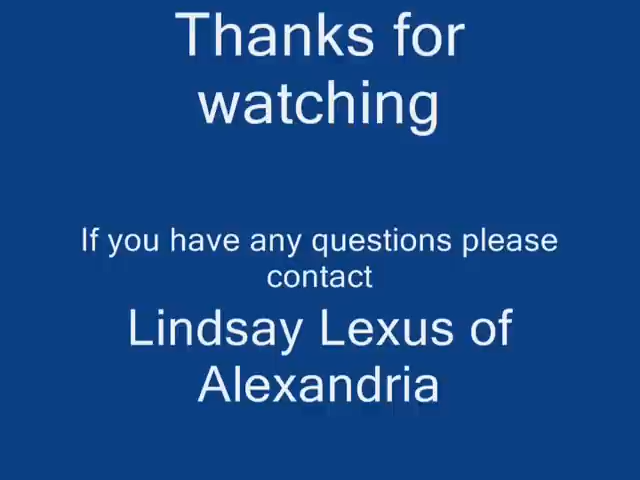 Thanks for
watching
If you have any questions please
contact
Lindsay Lexus of
Alexandria